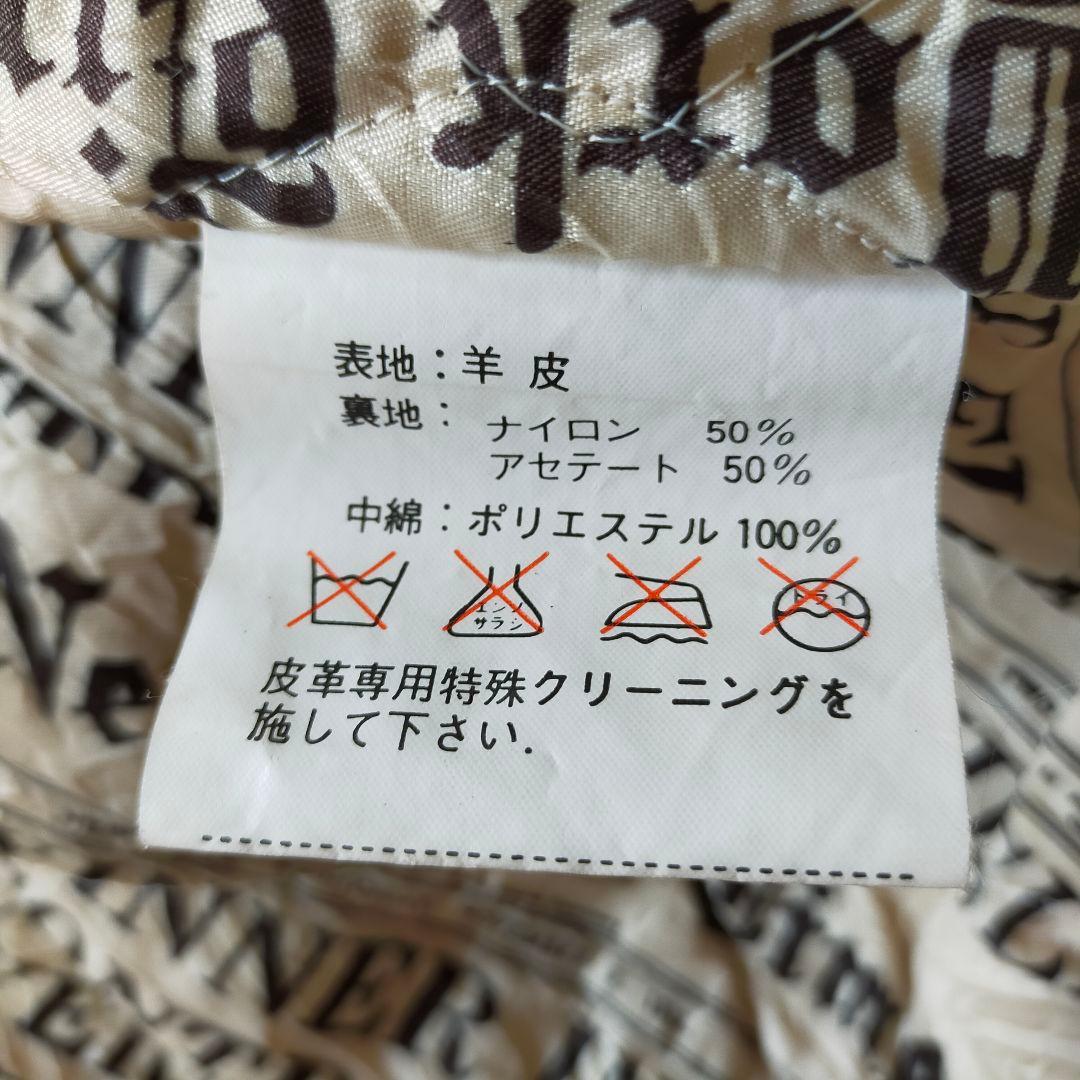 ork
表地：羊 皮
裏地：ナイロン 50%
アセテート 50%
中綿：ポリエステル 100%
エンソ
サラシ
ドライ
皮革専用特殊クリーニングを
施して下さい.
NNER